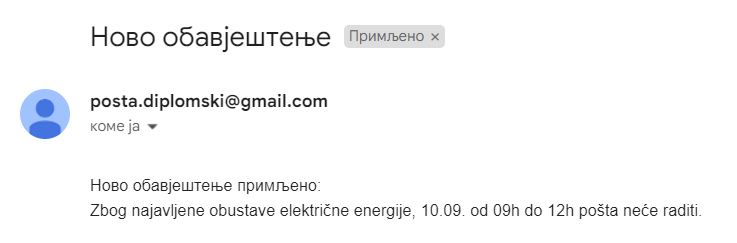 Ново обавјештење Примљено ×
posta.diplomski@gmail.com
коме ја
Ново обавјештење примљено:
Zbog najavljene obustave električne energije, 10.09. od 09h do 12h pošta neće raditi.